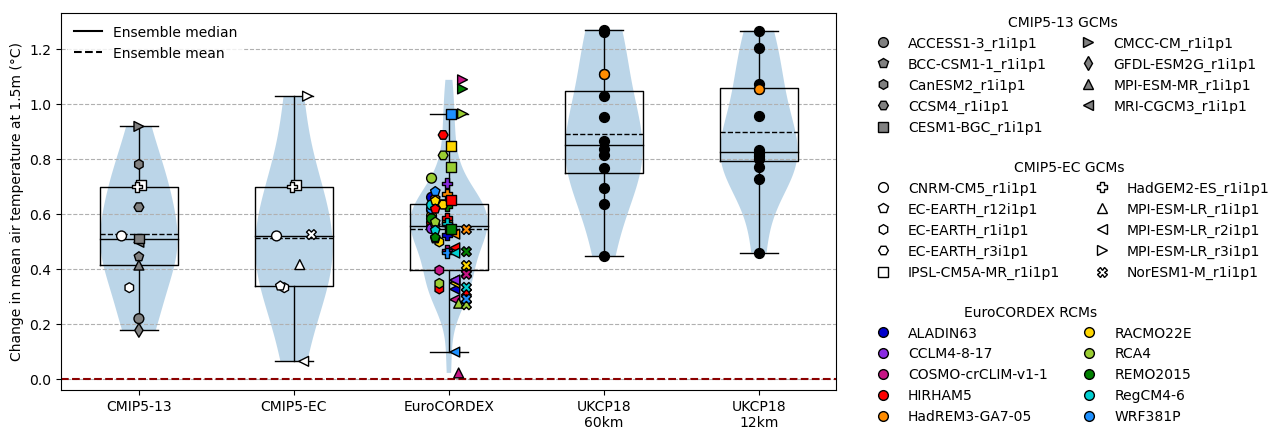 Change in mean air temperature at 1.5m (°C)
1.2
1.0
0.8
0.6
0.4
0.2
0.0
Ensemble median
Ensemble mean
CMIP5-13
CMIP5-EC
EuroCORDEX
UKCP18
60km
UKCP18
12km
CMIP5-13 GCMs
ACCESS1-3_r1i1p1
BCC-CSM1-1_r1i1p1
CanESM2_r1i1p1
CCSM4_r1i1p1
CESM1-BGC_r1i1p1
CMCC-CM_r1i1p1
GFDL-ESM2G_r1i1p1
MPI-ESM-MR_r1i1p1
MRI-CGCM3_r1i1p1
CMIP5-EC GCMs
CNRM-CM5_r1i1p1
EC-EARTH_r12i1p1
EC-EARTH_r1i1p1
EC-EARTH_r3i1p1
IPSL-CM5A-MR_r1i1p1
HadGEM2-ES_r1i1p1
MPI-ESM-LR_r1i1p1
MPI-ESM-LR_r2i1p1
MPI-ESM-LR_r3i1p1
NorESM1-M_r1i1p1
EuroCORDEX RCMs
ALADIN63
CCLM4-8-17
COSMO-crCLIM-v1-1
HIRHAM5
HadREM3-GA7-05
RACMO22E
RCA4
REMO2015
RegCM4-6
WRF381P